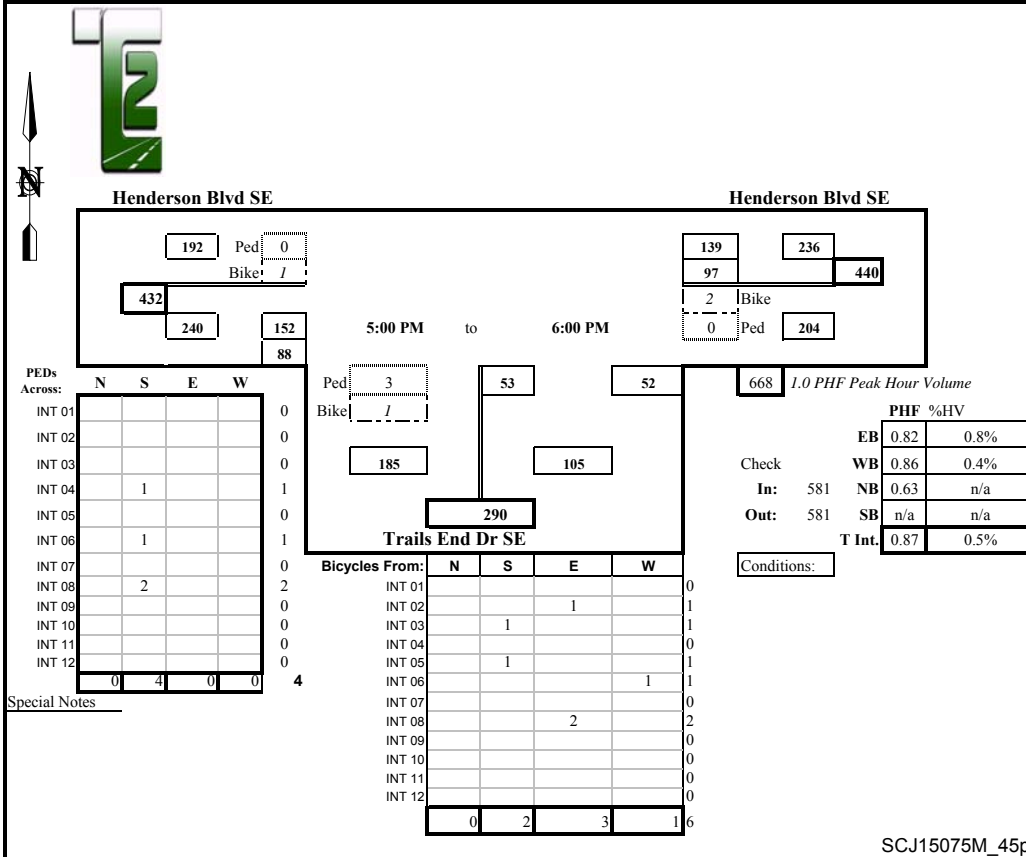 T2
N
Henderson Blvd SE Henderson Blvd SE
192 Ped 0 139 236
Bike 1 97 440
432 2 Bike
240 152 5:00 PM to 6:00 PM 0 Ped 204
88
PEDs Across: N S E W Ped 3 53 52 668 1.0 PHF Peak Hour Volume
INT 01 0 Bike 1 PHF %HV
INT 02 0 EB 0.82 0.8%
INT 03 0 185 105 Check WB 0.86 0.4%
INT 04 1 1 In: 581 NB 0.63 n/a
INT 05 0 290 Out: 581 SB n/a n/a
INT 06 1 1 Trails End Dr SE T Int. 0.87 0.5%
INT 07 0 Bicycles From: N S E W Conditions:
INT 08 2 2 INT 01 0
INT 09 0 INT 02 1 1
INT 10 0 INT 03 1 1
INT 11 0 INT 04 0
INT 12 0 INT 05 1 1
0 4 0 0 4 INT 06 1 1
Special Notes INT 07 0
INT 08 2 2
INT 09 0
INT 10 0
INT 11 0
INT 12 0
0 2 3 1 6
SCJ15075M_45p